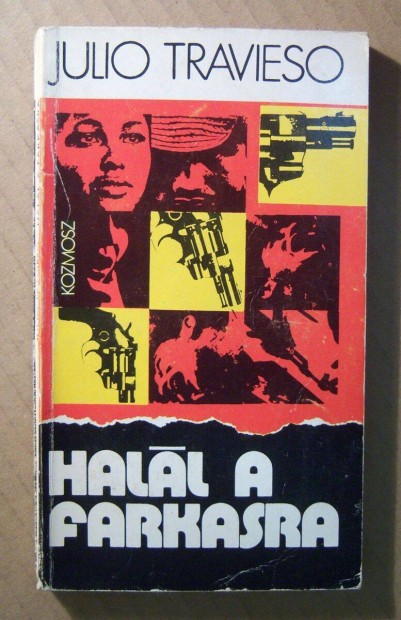 JULIO TRAVIESO
KOZMOSZ
HALÁL A
FARKASRA